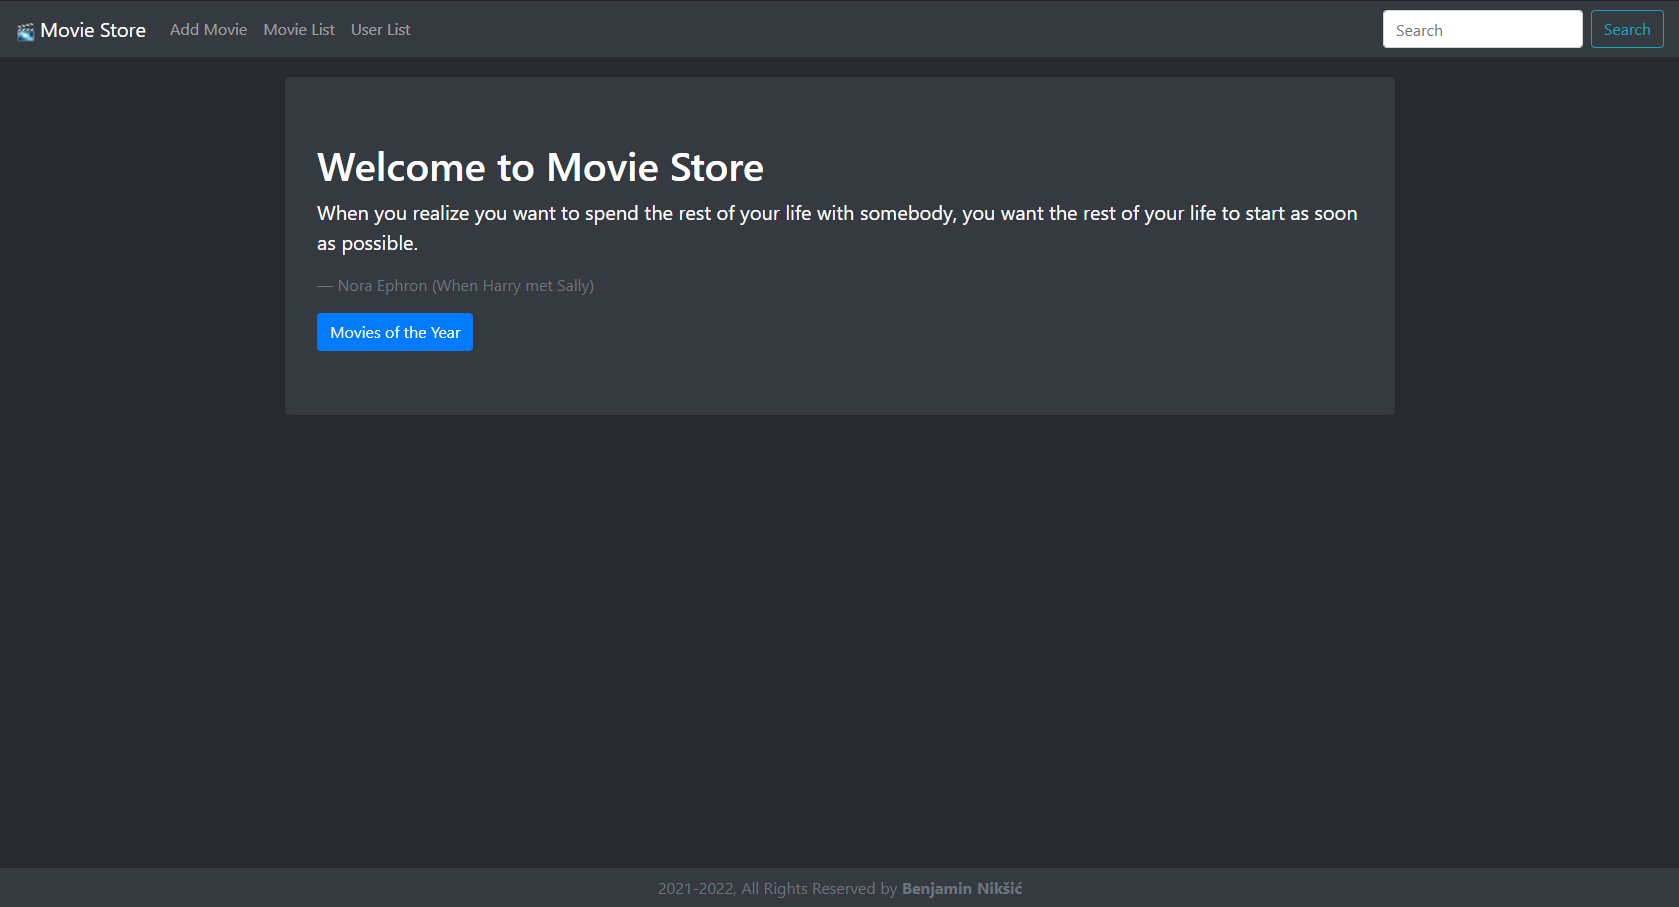 Movie Store Add Movie Movie List User List Search Search
Welcome to Movie Store
When you realize you want to spend the rest of your life with somebody, you want the rest of your life to start as soon
as possible.
— Nora Ephron (When Harry met Sally)
Movies of the Year
2021-2022, All Rights Reserved by Benjamin Nikšić